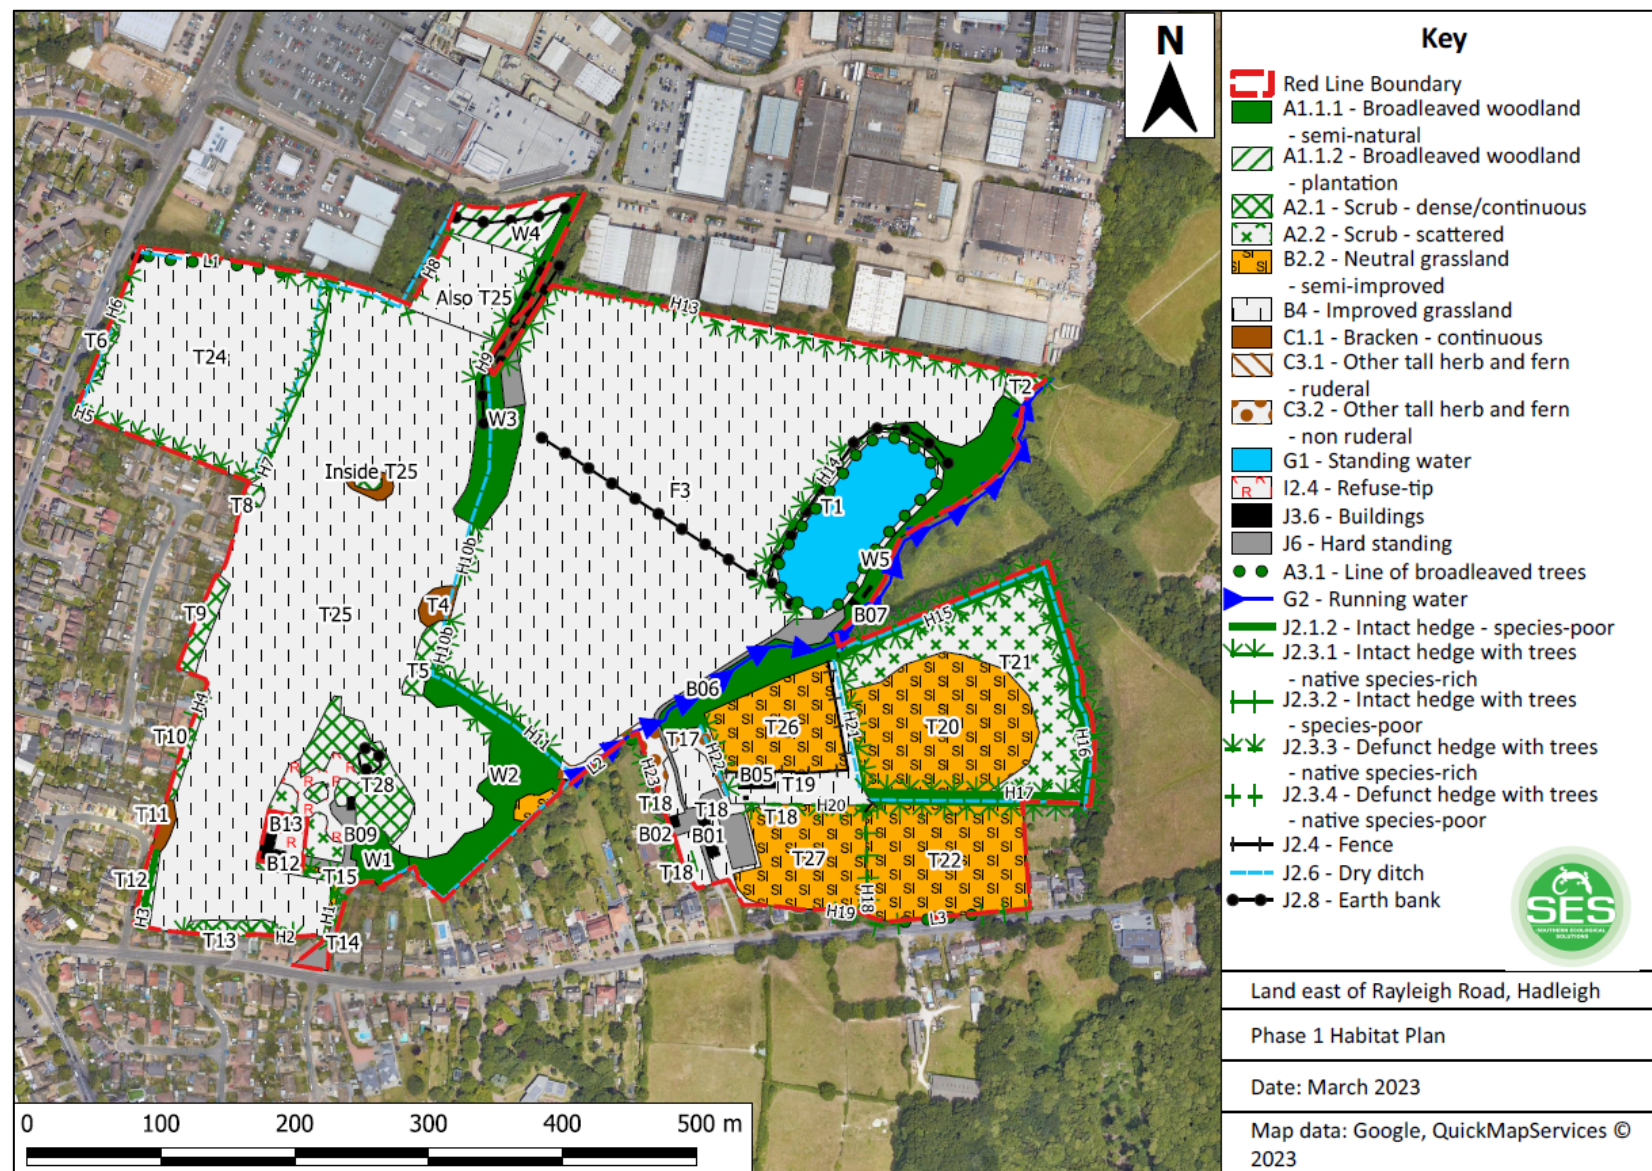 N
W4
L1
H8
Also T25
H13
H6
T6
T24
H9
T2
H5
W3
H7
Inside T25
T8
H14
F3
T1
H10b
W5
T9
T4
T25
B07
H15
H10b
T5
T21
H4
B06
T10
T26
T20
H21
T17
H11
H22
H16
L2
W2
H23
B05
T19
T28
H17
T18
T18
H20
T18
T11
B13
B09
B02
B01
T27
T22
B12
W1
T15
T18
T12
H3
H1
H18
H19
L3
T13
H2
T14
0 100 200 300 400 500 m
Key
Red Line Boundary
A1.1.1 - Broadleaved woodland
- semi-natural
A1.1.2 - Broadleaved woodland
- plantation
A2.1 - Scrub - dense/continuous
A2.2 - Scrub - scattered
B2.2 - Neutral grassland
- semi-improved
B4 - Improved grassland
C1.1 - Bracken - continuous
C3.1 - Other tall herb and fern
- ruderal
C3.2 - Other tall herb and fern
- non ruderal
G1 - Standing water
I2.4 - Refuse-tip
J3.6 - Buildings
J6 - Hard standing
A3.1 - Line of broadleaved trees
G2 - Running water
J2.1.2 - Intact hedge - species-poor
J2.3.1 - Intact hedge with trees
- native species-rich
J2.3.2 - Intact hedge with trees
- species-poor
J2.3.3 - Defunct hedge with trees
- native species-rich
J2.3.4 - Defunct hedge with trees
- native species-poor
J2.4 - Fence
J2.6 - Dry ditch
J2.8 - Earth bank
SES
SOUTHERN ECOLOGICAL
SOLUTIONS
Land east of Rayleigh Road, Hadleigh
Phase 1 Habitat Plan
Date: March 2023
Map data: Google, QuickMapServices ©
2023